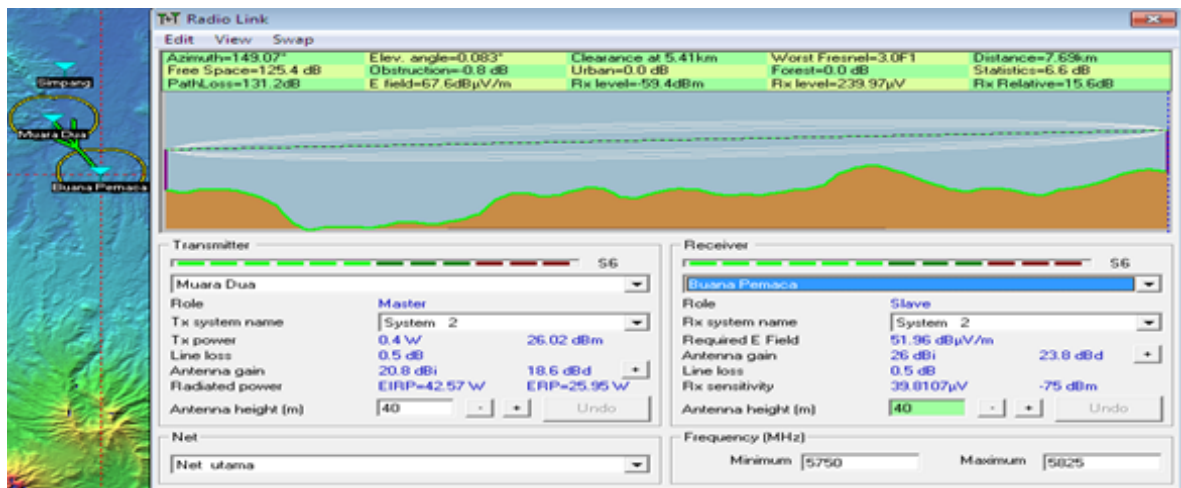 Radio Link
Edit View Swap
Azimuth=149.07° Elev. angle=0.083° Clearance at 5.41km Worst Fresnel=3.0F1 Distance=7.69km
Free Space=125.4 dB Obstruction=-0.8 dB Urban=0.0 dB Forest=0.0 dB Statistics=6.6 dB
PathLoss=131.2dB E field=67.6dBµV/m Rx level=-59.4dBm Rx level=239.97µV Rx Relative=15.6dB
Simpang
Muara Dua
Buana Pemaca
Transmitter
S6
Muara Dua
Role Master
Tx system name System 2
Tx power 0.4 W 26.02 dBm
Line loss 0.5 dB
Antenna gain 20.8 dBi 18.6 dBd +
Radiated power EIRP=42.57 W ERP=25.95 W
Antenna height (m) 40 - + Undo
Net
Net utama
Receiver
S6
Buana Pemaca
Role Slave
Rx system name System 2
Required E Field 51.96 dBµV/m
Antenna gain 26 dBi 23.8 dBd +
Line loss 0.5 dB
Rx sensitivity 39.8107µV -75 dBm
Antenna height (m) 40 - + Undo
Frequency (MHz)
Minimum 5750 Maximum 5825